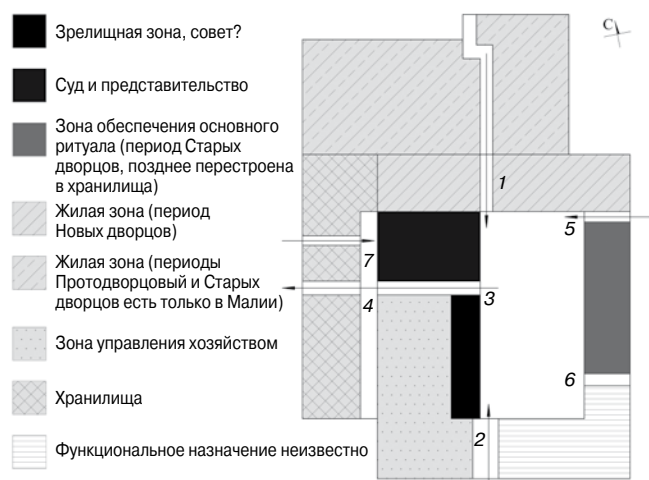 Зрелищная зона, совет?
Суд и представительство
Зона обеспечения основного
ритуала (период Старых
дворцов, позднее перестроена
в хранилища)
Жилая зона (период
Новых дворцов)
Жилая зона (периоды
Протодворцовый и Старых
дворцов есть только в Малии)
Зона управления хозяйством
Хранилища
Функциональное назначение неизвестно
С
1
5
7
3
4
6
2